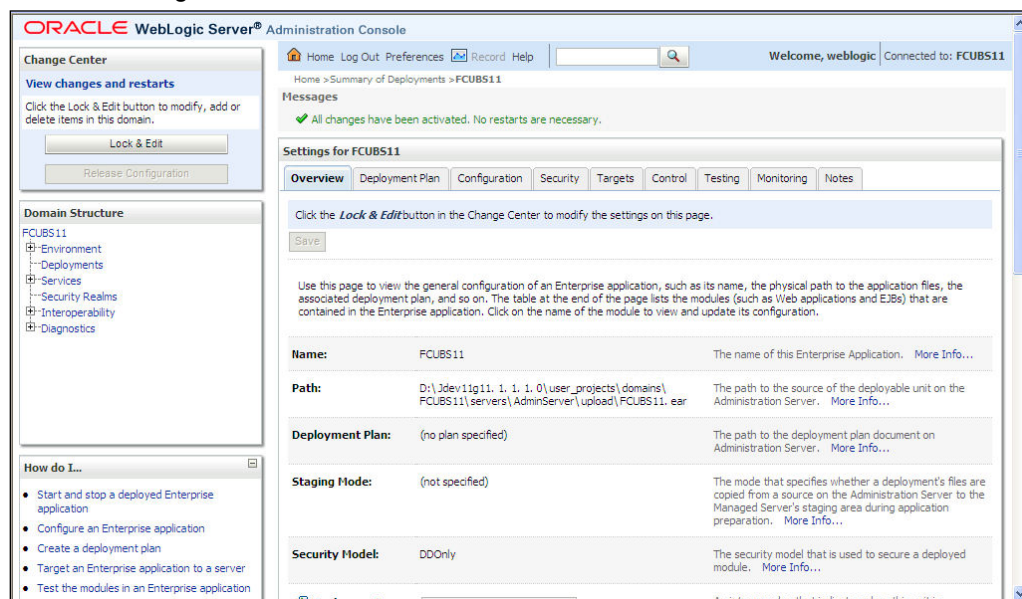 ORACLE WebLogic Server® Administration Console
Change Center
View changes and restarts
Click the Lock & Edit button to modify, add or
delete items in this domain.
Lock & Edit
Release Configuration
Domain Structure
FCUBS11
Environment
Deployments
Services
Security Realms
Interoperability
Diagnostics
How do I...
Start and stop a deployed Enterprise
application
Configure an Enterprise application
Create a deployment plan
Target an Enterprise application to a server
Test the modules in an Enterprise application
Home Log Out Preferences Record Help
Welcome, weblogic Connected to: FCUBS11
Home >Summary of Deployments >FCUBS11
Messages
All changes have been activated. No restarts are necessary.
Settings for FCUBS11
Overview Deployment Plan Configuration Security Targets Control Testing Monitoring Notes
Click the Lock & Edit button in the Change Center to modify the settings on this page.
Save
Use this page to view the general configuration of an Enterprise application, such as its name, the physical path to the application files, the
associated deployment plan, and so on. The table at the end of the page lists the modules (such as Web applications and EJBs) that are
contained in the Enterprise application. Click on the name of the module to view and update its configuration.
Name: FCUBS11 The name of this Enterprise Application. More Info...
Path: D:\Jdev11g11. 1. 1. 1. 0\user_projects\domains\ The path to the source of the deployable unit on the
FCUBS11\servers\AdminServer\upload\FCUBS11. ear Administration Server. More Info...
Deployment Plan: (no plan specified) The path to the deployment plan document on
Administration Server. More Info...
Staging Mode: (not specified) The mode that specifies whether a deployment's files are
copied from a source on the Administration Server to the
Managed Server's staging area during application
preparation. More Info...
Security Model: DDOnly The security model that is used to secure a deployed
module. More Info...